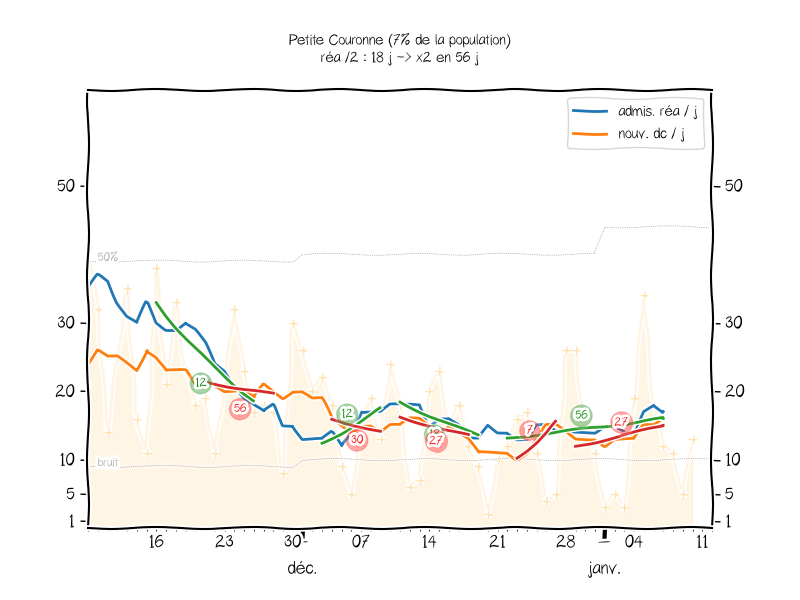 Petite Couronne (7% de la population)
réa /2 : 18 j -> x2 en 56 j
admis. réa / j
nouv. dc / j
50 50
50%
30 30
20 20
12 56 12 30 27 7 56 27
bruit
10 10
5 5
1 1
16 23 30 07 14 21 28 04 11
déc. janv.